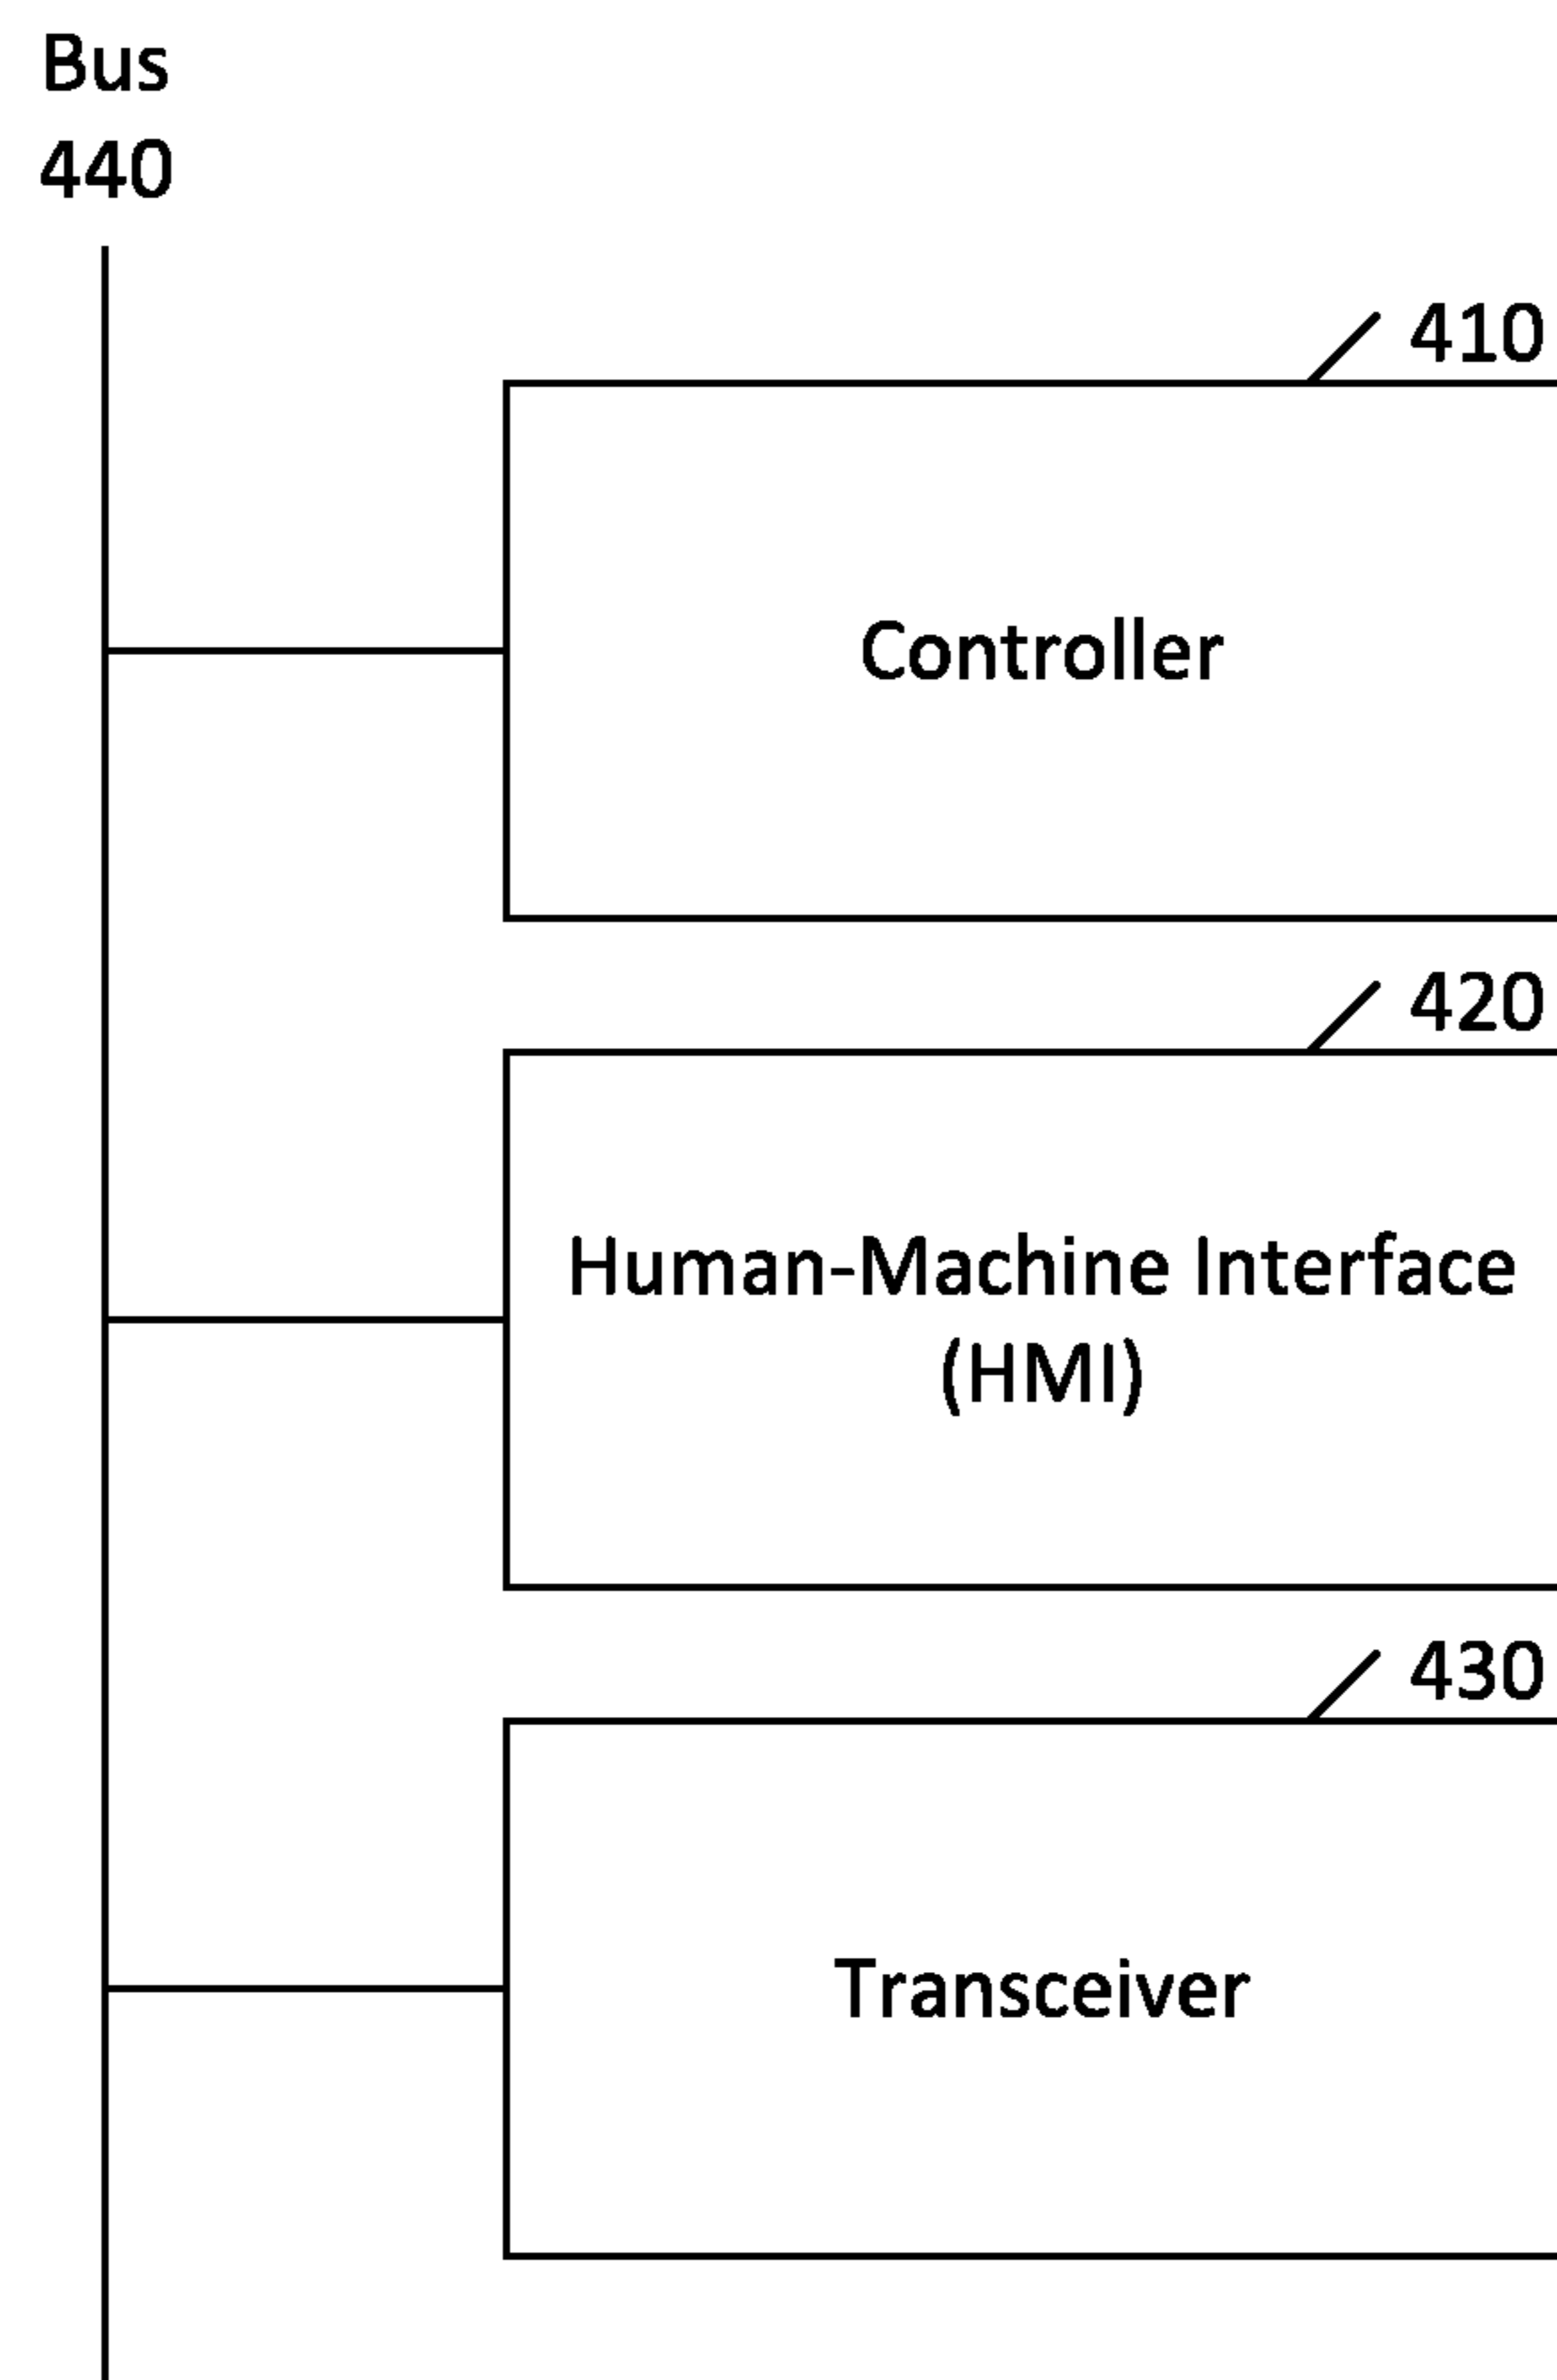 Bus
440
410
Controller
420
Human-Machine Interface
(HMI)
430
Transceiver